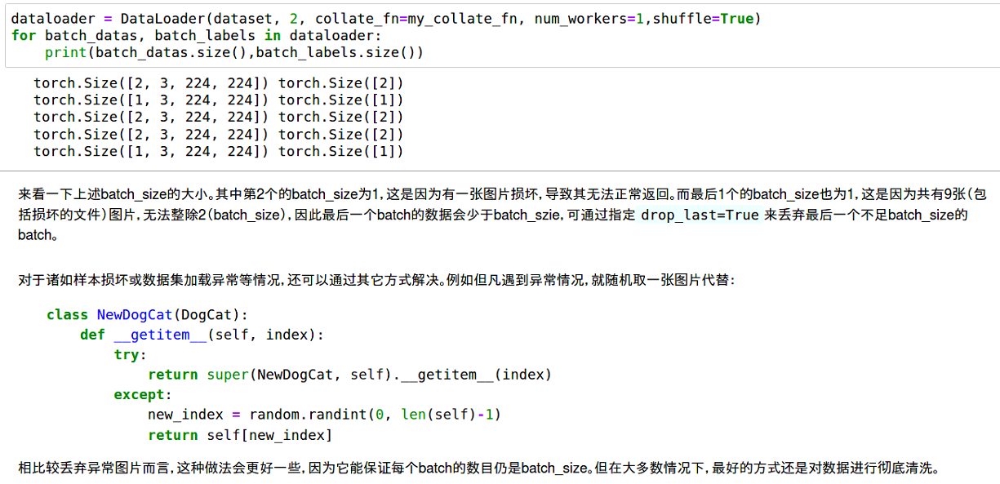 dataloader = DataLoader(dataset, 2, collate_fn=my_collate_fn, num_workers=1,shuffle=True)
for batch_datas, batch_labels in dataloader:
    print(batch_datas.size(),batch_labels.size())
torch.Size([2, 3, 224, 224]) torch.Size([2])
torch.Size([1, 3, 224, 224]) torch.Size([1])
torch.Size([2, 3, 224, 224]) torch.Size([2])
torch.Size([2, 3, 224, 224]) torch.Size([2])
torch.Size([1, 3, 224, 224]) torch.Size([1])
来看一下上述batch_size的大小。其中第2个的batch_size为1,这是因为有一张图片损坏,导致其无法正常返回。而最后1个的batch_size也为1,这是因为共有9张(包
括损坏的文件)图片,无法整除2(batch_size),因此最后一个batch的数据会少于batch_szie,可通过指定 drop_last=True 来丢弃最后一个不足batch_size的
batch。
对于诸如样本损坏或数据集加载异常等情况,还可以通过其它方式解决。例如但凡遇到异常情况,就随机取一张图片代替:
class NewDogCat(DogCat):
    def __getitem__(self, index):
        try:
            return super(NewDogCat, self).__getitem__(index)
        except:
            new_index = random.randint(0, len(self)-1)
            return self[new_index]
相比较丢弃异常图片而言,这种做法会更好一些,因为它能保证每个batch的数目仍是batch_size。但在大多数情况下,最好的方式还是对数据进行彻底清洗。